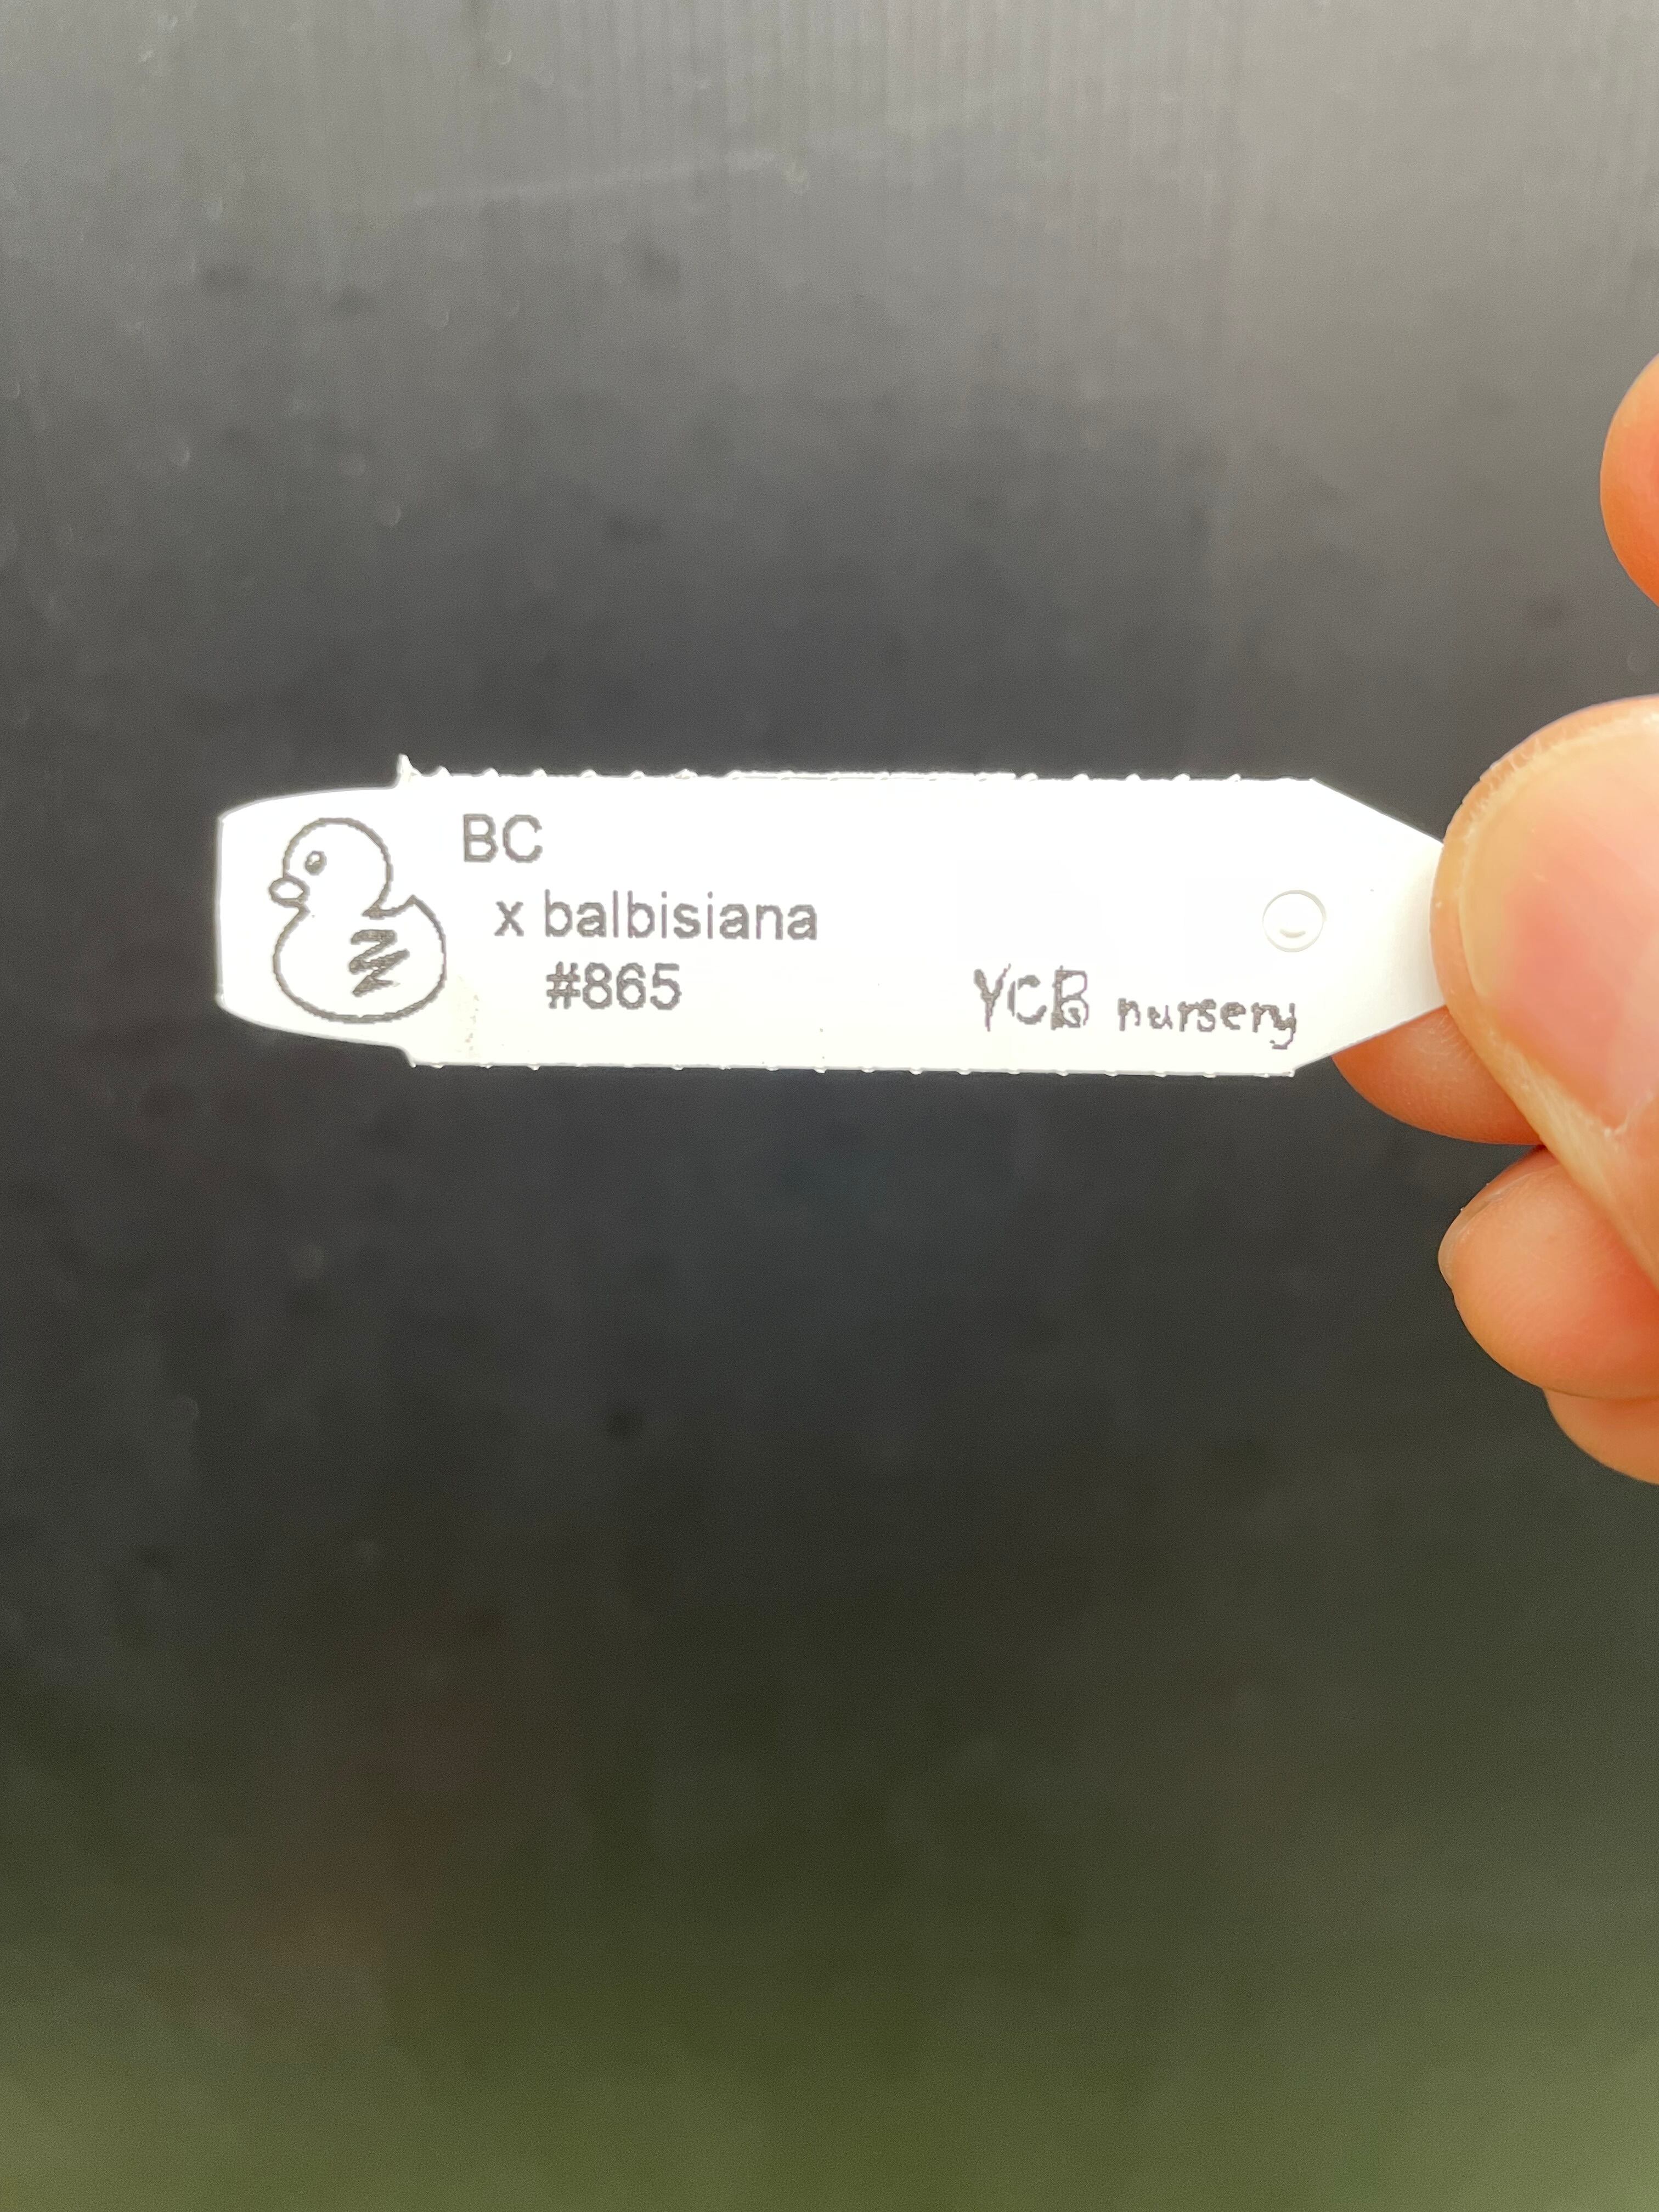 BC
x balbisiana
#865
YCB nursery